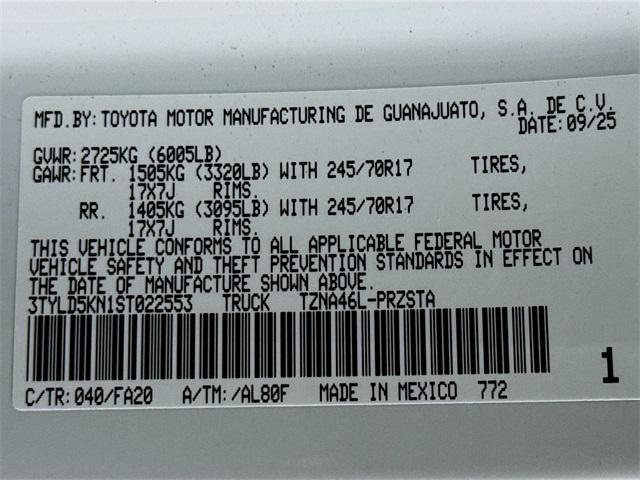 MFD.BY: TOYOTA MOTOR MANUFACTURING DE GUANAJUATO, S.A. DE C.V.
DATE: 09/25
GVWR: 2725KG (6005LB)
GAWR: FRT. 1505KG (3320LB) WITH 245/70R17 TIRES,
17X7J RIMS.
RR. 1405KG (3095LB) WITH 245/70R17 TIRES,
17X7J RIMS.
THIS VEHICLE CONFORMS TO ALL APPLICABLE FEDERAL MOTOR
VEHICLE SAFETY AND THEFT PREVENTION STANDARDS IN EFFECT ON
THE DATE OF MANUFACTURE SHOWN ABOVE.
3TYLD5KN1ST022553 TRUCK TZNA46L-PRZSTA
1
C/TR: 040/FA20 A/TM: /AL80F MADE IN MEXICO 772